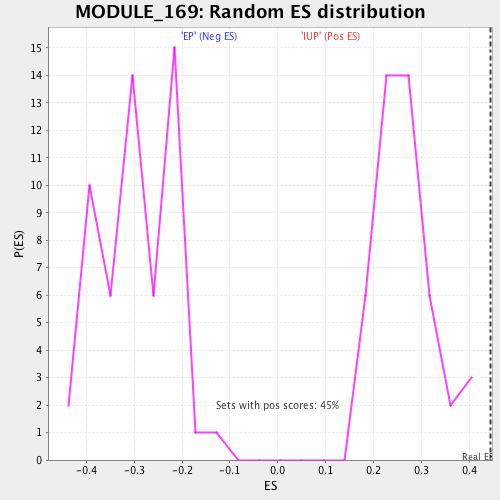 MODULE_169: Random ES distribution
'EP' (Neg ES) 'IUP' (Pos ES)
15
14
13
12
11
10
9
8
7
6
5
4
3
2
1
0
P(ES)
Sets with pos scores: 45%
Real ES
-0.4 -0.3 -0.2 -0.1 0.0 0.1 0.2 0.3 0.4
ES